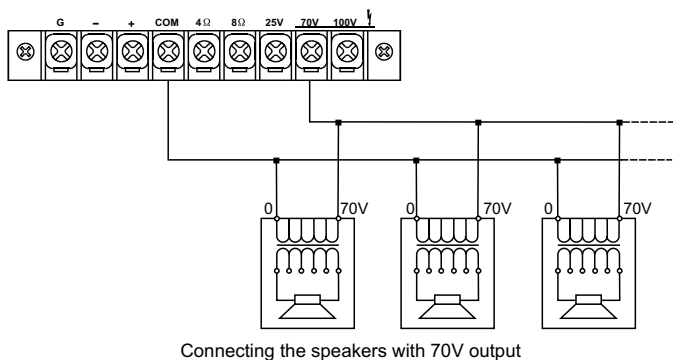 G − + COM 4Ω 8Ω 25V 70V 100V
0 70V 0 70V 0 70V
Connecting the speakers with 70V output